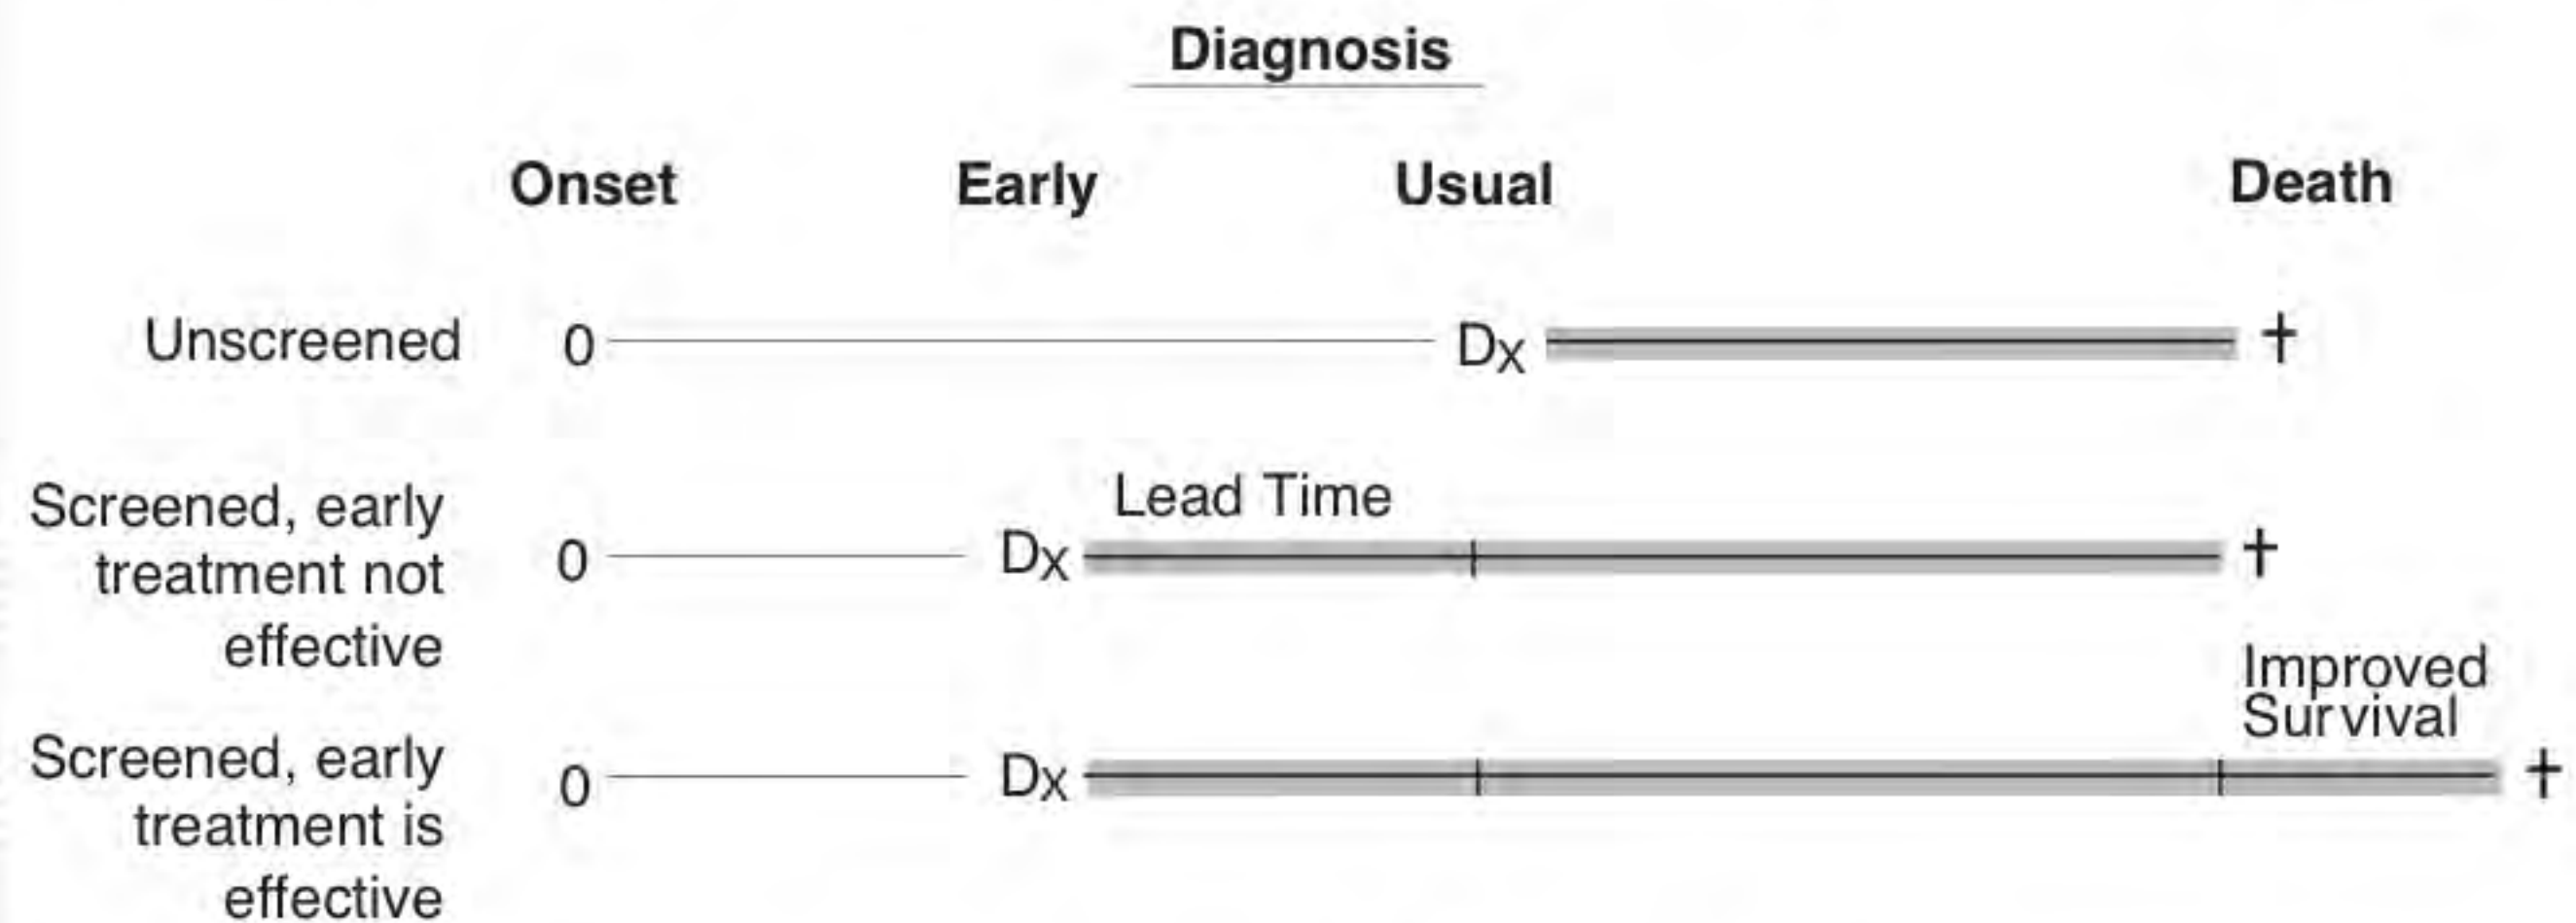 Diagnosis
Onset Early Usual Death
Unscreened 0 Dx †
Lead Time
Screened, early
treatment not
effective
0 Dx †
Improved
Survival
Screened, early
treatment is
effective
0 Dx †